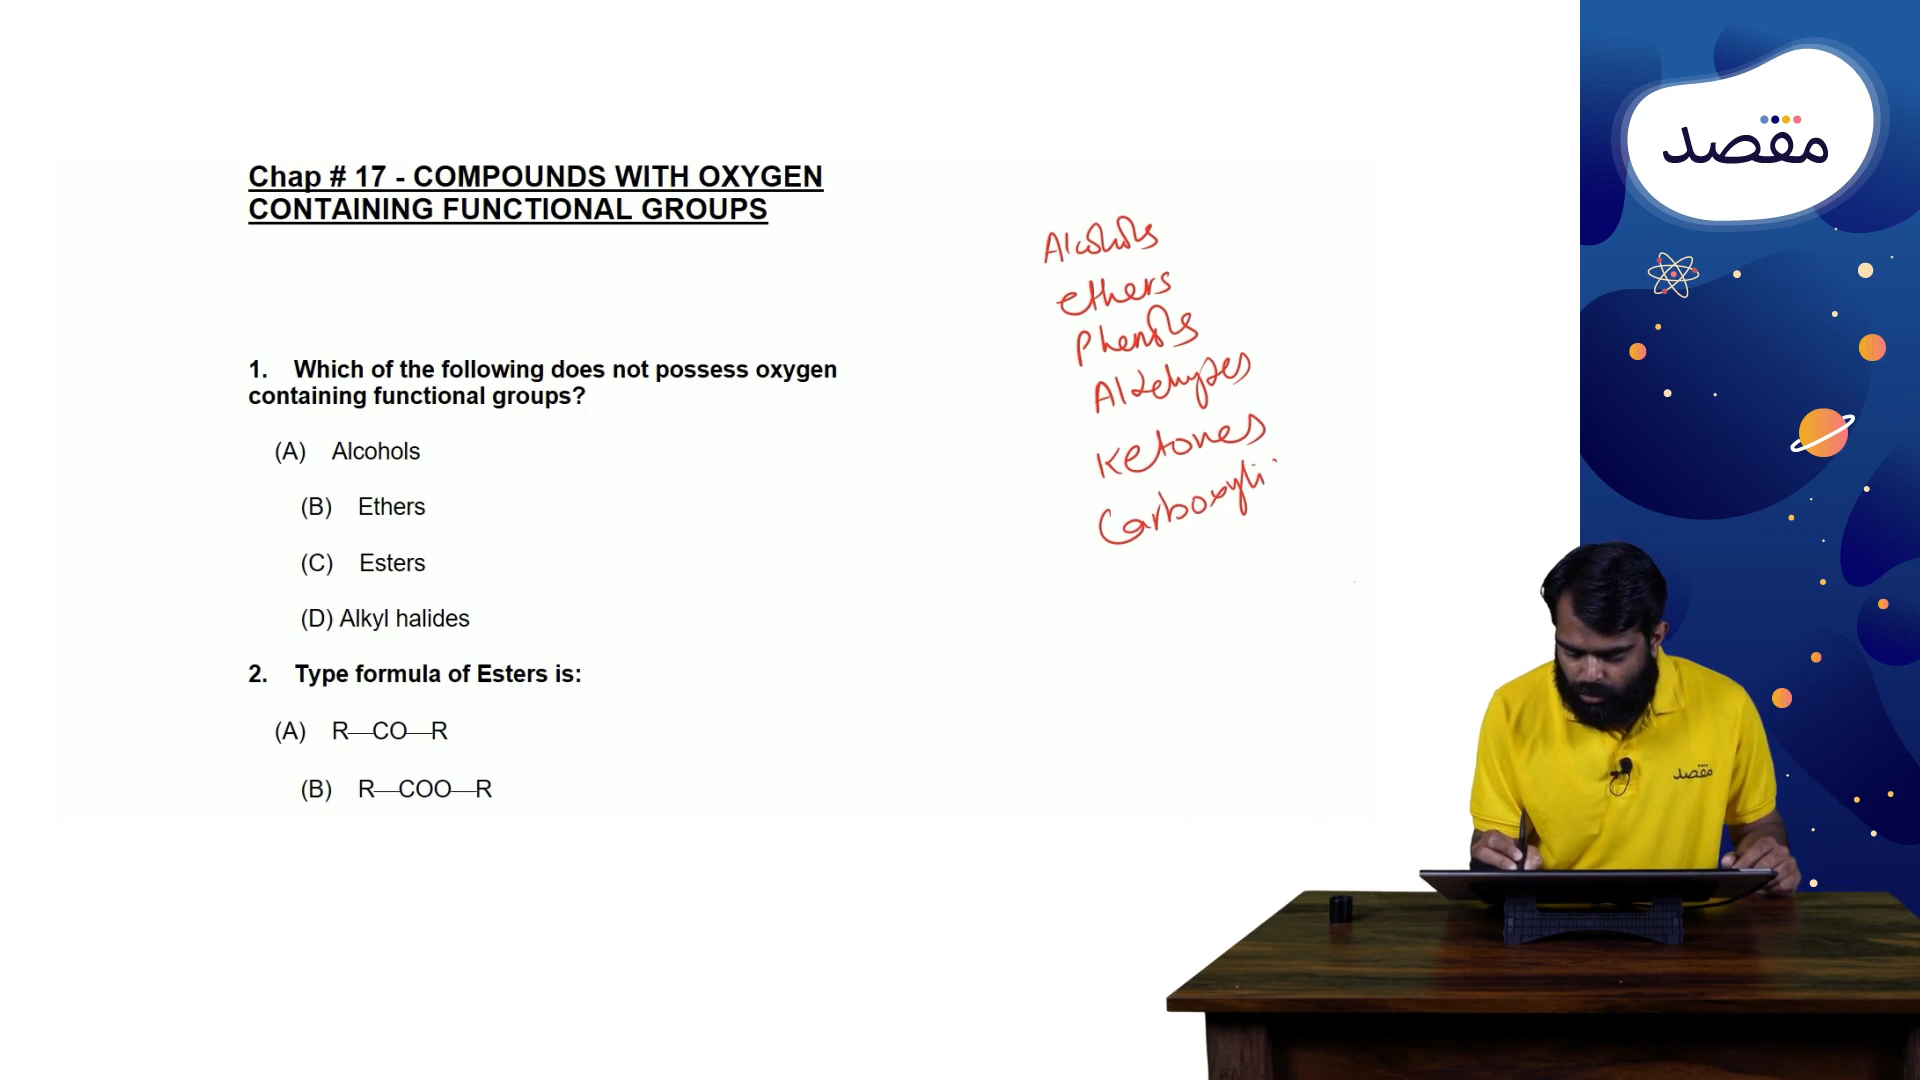 Chap # 17 - COMPOUNDS WITH OXYGEN
CONTAINING FUNCTIONAL GROUPS
1. Which of the following does not possess oxygen
containing functional groups?
(A) Alcohols
(B) Ethers
(C) Esters
(D) Alkyl halides
2. Type formula of Esters is:
(A) R—CO—R
(B) R—COO—R
Alcohols
Ethers
Phenols
Aldehydes
Ketones
Carboxyli
مقصد
مقصد